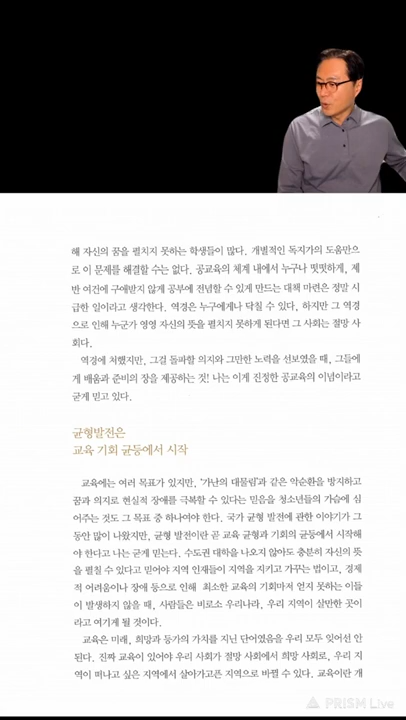 해 자신의 꿈을 펼치지 못하는 학생들이 많다. 개별적인 독지가의 도움만으
로 이 문제를 해결할 수는 없다. 공교육의 체계 내에서 누구나 떳떳하게, 제
반 여건에 구애받지 않게 공부에 전념할 수 있게 만드는 대책 마련은 정말 시
급한 일이라고 생각한다. 역경은 누구에게나 닥칠 수 있다. 하지만 그 역경
으로 인해 누군가 영영 자신의 뜻을 펼치지 못하게 된다면 그 사회는 절망 사
회다.
역경에 처했지만, 그걸 돌파할 의지와 그만한 노력을 선보였을 때, 그들에
게 배움과 준비의 장을 제공하는 것! 나는 이게 진정한 공교육의 이념이라고
굳게 믿고 있다.
균형발전은
교육 기회 균등에서 시작
교육에는 여러 목표가 있지만, '가난의 대물림'과 같은 악순환을 방지하고
꿈과 의지로 현실적 장애를 극복할 수 있다는 믿음을 청소년들의 가슴에 심
어주는 것도 그 목표 중 하나여야 한다. 국가 균형 발전에 관한 이야기가 그
동안 많이 나왔지만, 균형 발전이란 곧 교육 균형과 기회의 균등에서 시작해
야 한다고 나는 굳게 믿는다. 수도권 대학을 나오지 않아도 충분히 자신의 뜻
을 펼칠 수 있다고 믿어야 지역 인재들이 지역을 지키고 가꾸는 법이고, 경제
적 어려움이나 장애 등으로 인해 최소한 교육의 기회마저 얻지 못하는 이들
이 발생하지 않을 때, 사람들은 비로소 우리나라, 우리 지역이 살만한 곳이
라고 여기게 될 것이다.
교육은 미래, 희망과 등가의 가치를 지닌 단어였음을 우리 모두 잊어선 안
된다. 진짜 교육이 있어야 우리 사회가 절망 사회에서 희망 사회로, 우리 지
역이 떠나고 싶은 지역에서 살아가고픈 지역으로 바뀔 수 있다. 교육이란 개
PRISM Live